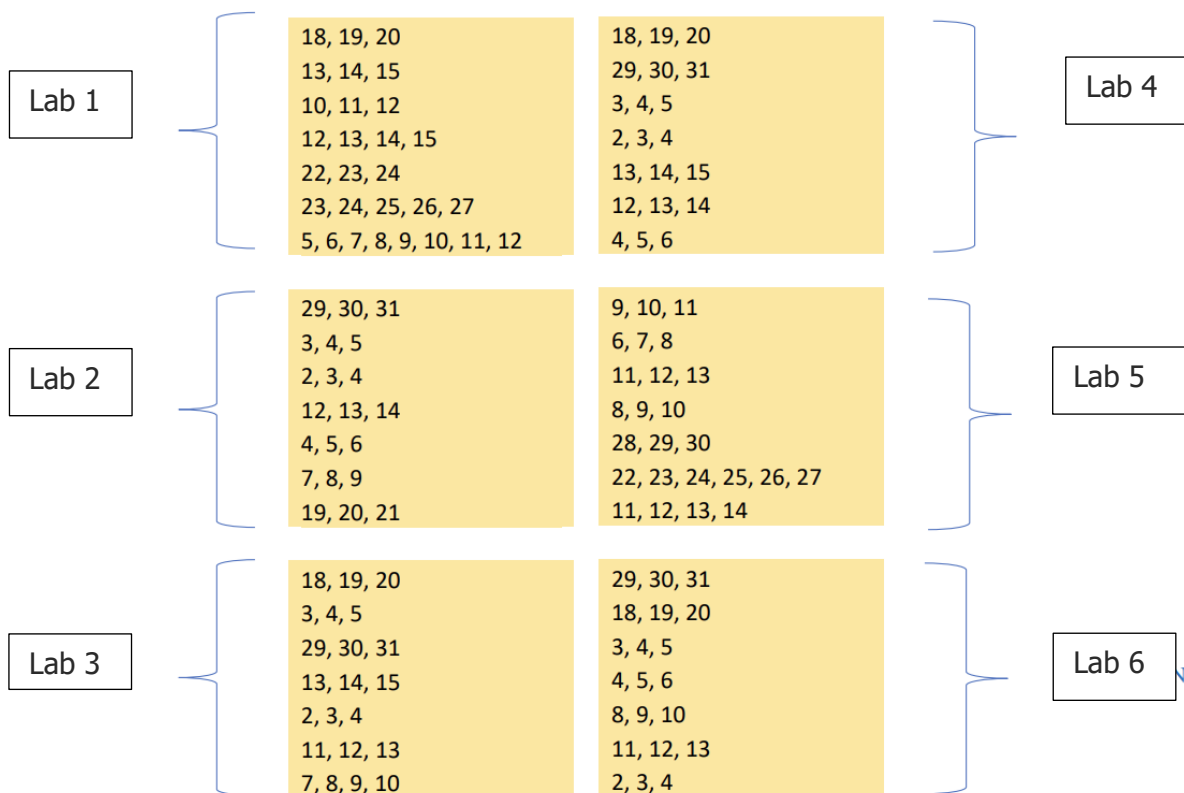 Lab 1
18, 19, 20
13, 14, 15
10, 11, 12
12, 13, 14, 15
22, 23, 24
23, 24, 25, 26, 27
5, 6, 7, 8, 9, 10, 11, 12
18, 19, 20
29, 30, 31
3, 4, 5
2, 3, 4
13, 14, 15
12, 13, 14
4, 5, 6
Lab 4
Lab 2
29, 30, 31
3, 4, 5
2, 3, 4
12, 13, 14
4, 5, 6
7, 8, 9
19, 20, 21
9, 10, 11
6, 7, 8
11, 12, 13
8, 9, 10
28, 29, 30
22, 23, 24, 25, 26, 27
11, 12, 13, 14
Lab 5
Lab 3
18, 19, 20
3, 4, 5
29, 30, 31
13, 14, 15
2, 3, 4
11, 12, 13
7, 8, 9, 10
29, 30, 31
18, 19, 20
3, 4, 5
4, 5, 6
8, 9, 10
11, 12, 13
2, 3, 4
Lab 6